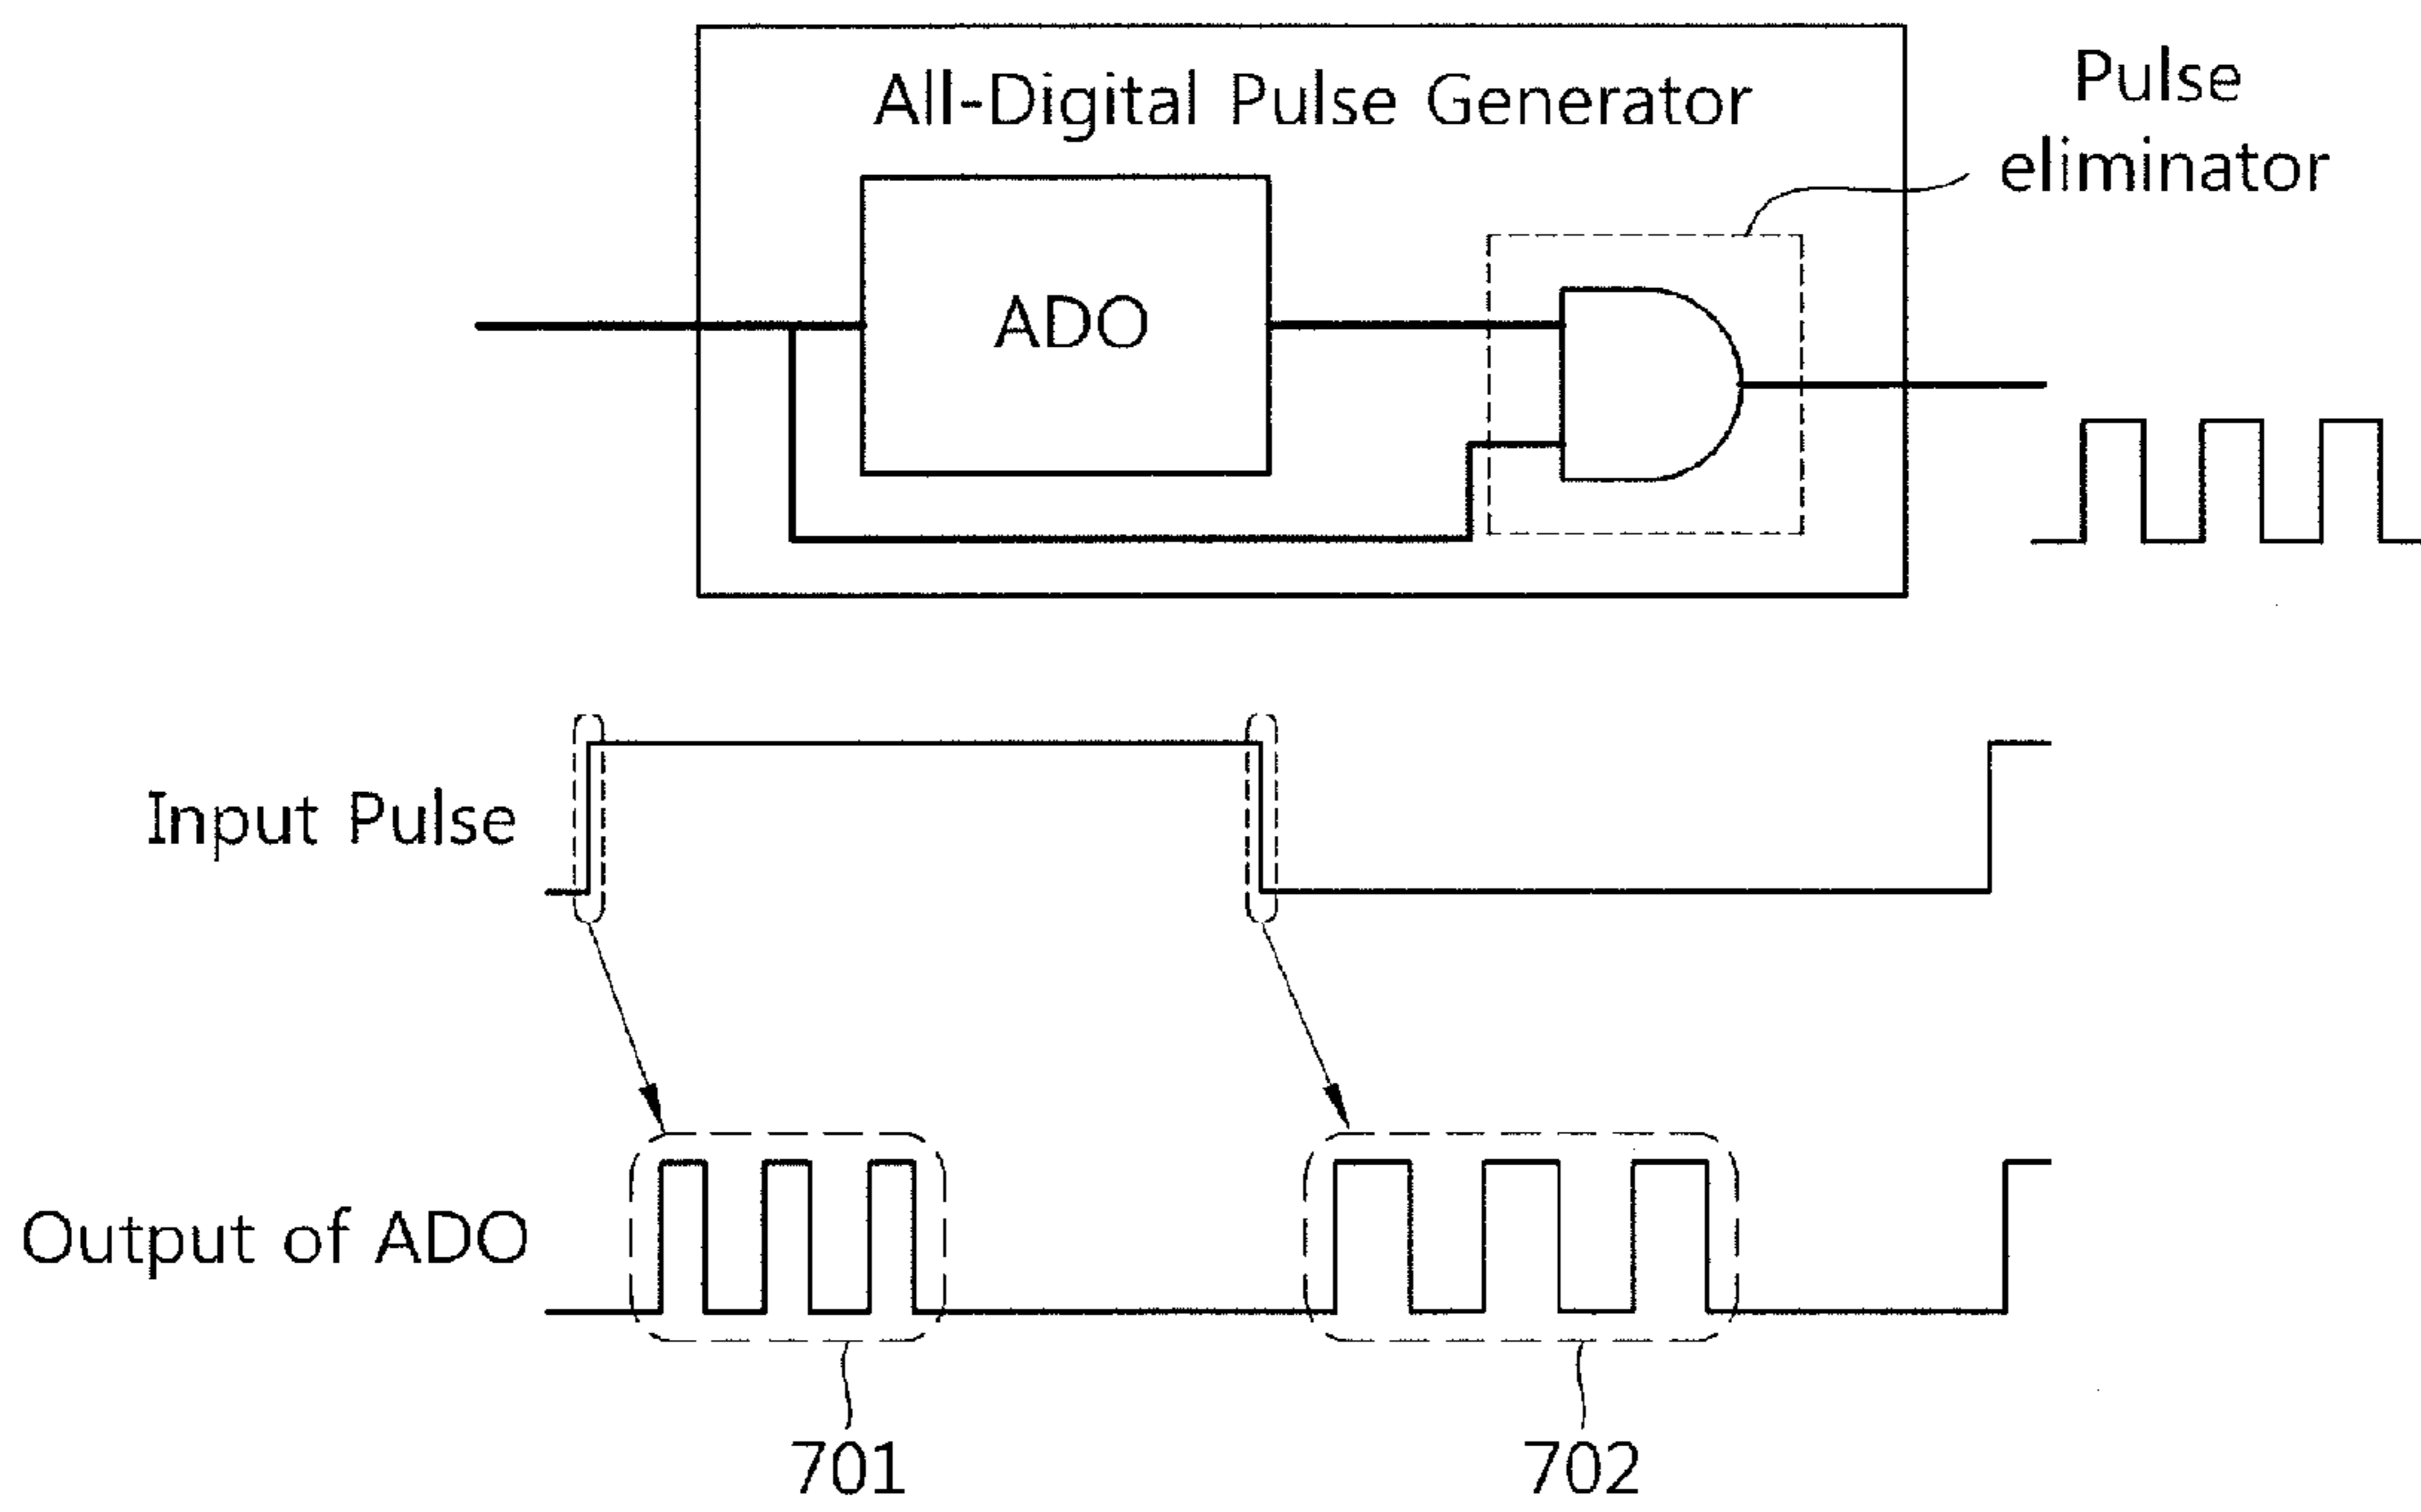 All-Digital Pulse Generator
Pulse
eliminator
ADO
Input Pulse
Output of ADO
701
702